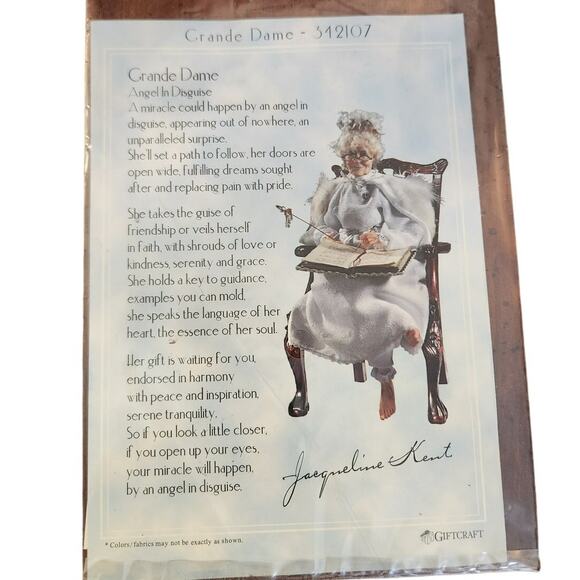 Grande Dame - 342107
Grande Dame
Angel In Disguise
A miracle could happen by an angel in
disguise, appearing out of nowhere, an
unparalleled surprise.
She'll set a path to follow, her doors are
open wide, fulfilling dreams sought
after and replacing pain with pride.
She takes the guise of
friendship or veils herself
in faith, with shrouds of love or
kindness, serenity and grace.
She holds a key to guidance,
examples you can mold,
she speaks the language of her
heart, the essence of her soul.
Her gift is waiting for you,
endorsed in harmony
with peace and inspiration,
serene tranquility.
So if you look a little closer,
if you open up your eyes,
your miracle will happen,
by an angel in disguise.
Jacqueline Kent
* Colors/fabrics may not be exactly as shown.
GIFTCRAFT